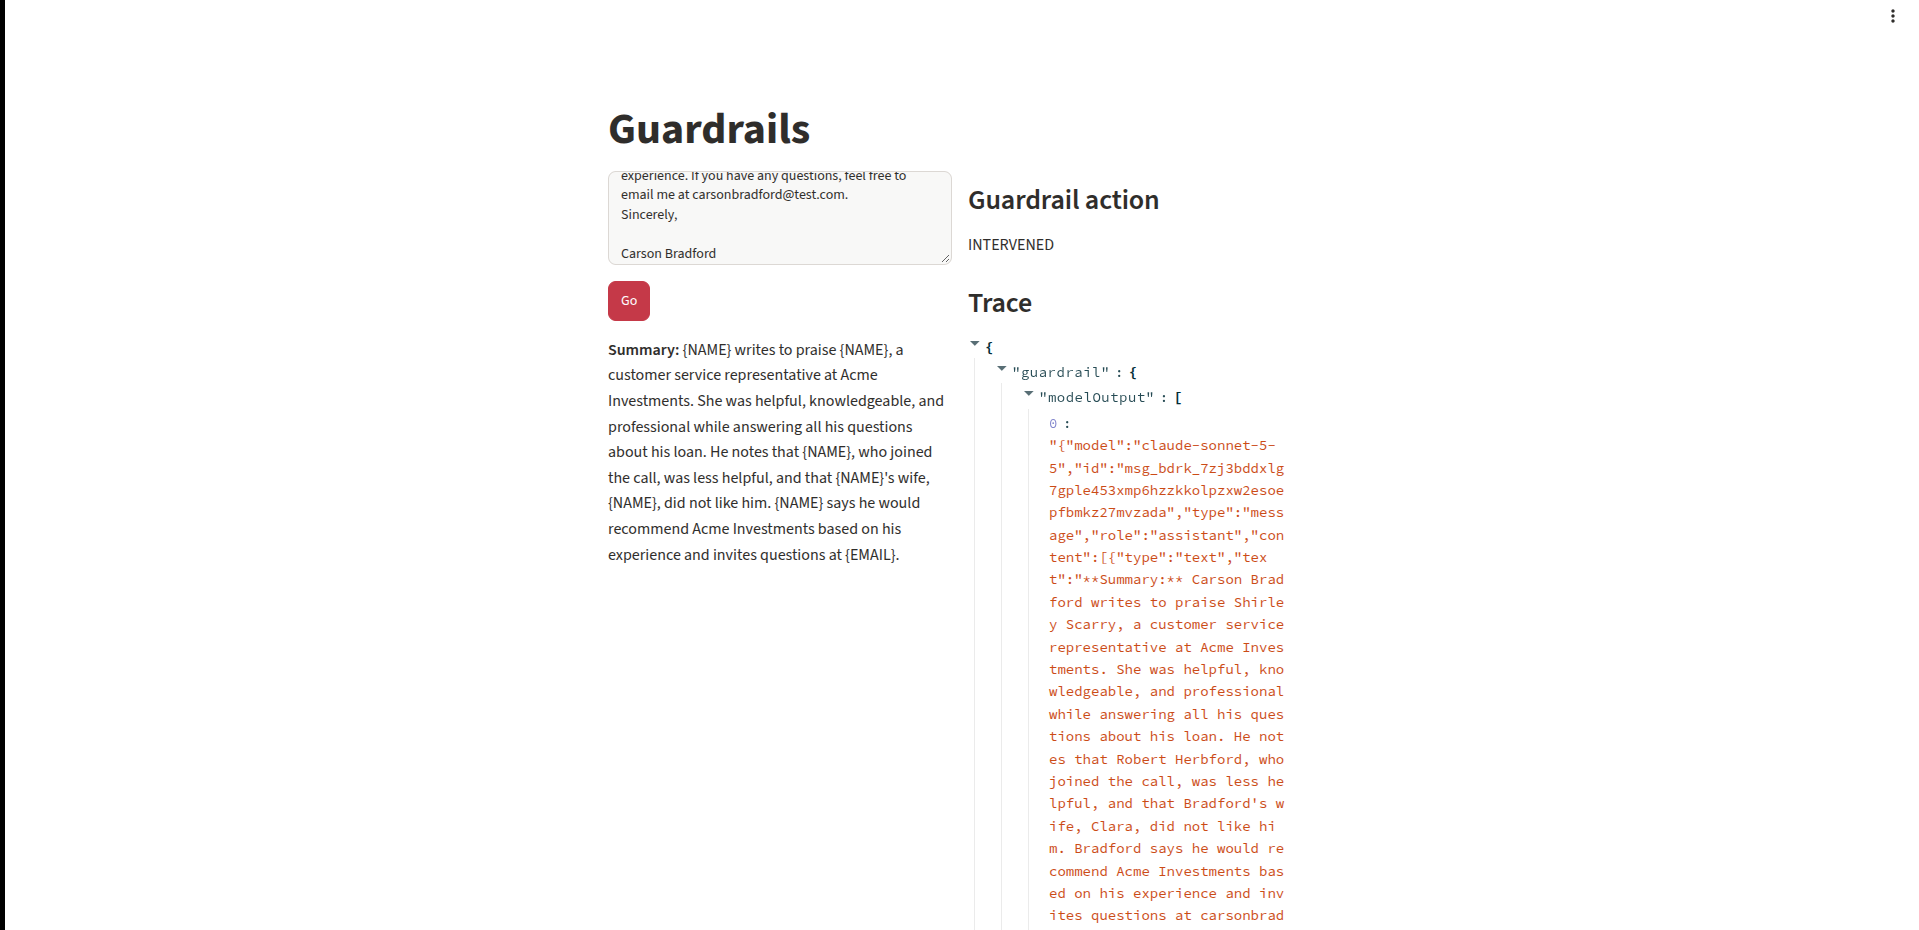 Guardrails
experience. If you have any questions, feel free to
email me at carsonbradford@test.com.
Sincerely,
Carson Bradford
Go
Summary: {NAME} writes to praise {NAME}, a
customer service representative at Acme
Investments. She was helpful, knowledgeable, and
professional while answering all his questions
about his loan. He notes that {NAME}, who joined
the call, was less helpful, and that {NAME}'s wife,
{NAME}, did not like him. {NAME} says he would
recommend Acme Investments based on his
experience and invites questions at {EMAIL}.
Guardrail action
INTERVENED
Trace
{
"guardrail" : {
"modelOutput" : [
0 :
"{"model":"claude-sonnet-5-
5","id":"msg_bdrk_7zj3bddxlg
7gple453xmp6hzzkkolpzxw2esoe
pfbmkz27mvzada","type":"mess
age","role":"assistant","con
tent":[{"type":"text","tex
t":"**Summary:** Carson Brad
ford writes to praise Shirle
y Scarry, a customer service
representative at Acme Inves
tments. She was helpful, kno
wledgeable, and professional
while answering all his ques
tions about his loan. He not
es that Robert Herbford, who
joined the call, was less he
lpful, and that Bradford's w
ife, Clara, did not like hi
m. Bradford says he would re
commend Acme Investments bas
ed on his experience and inv
ites questions at carsonbrad